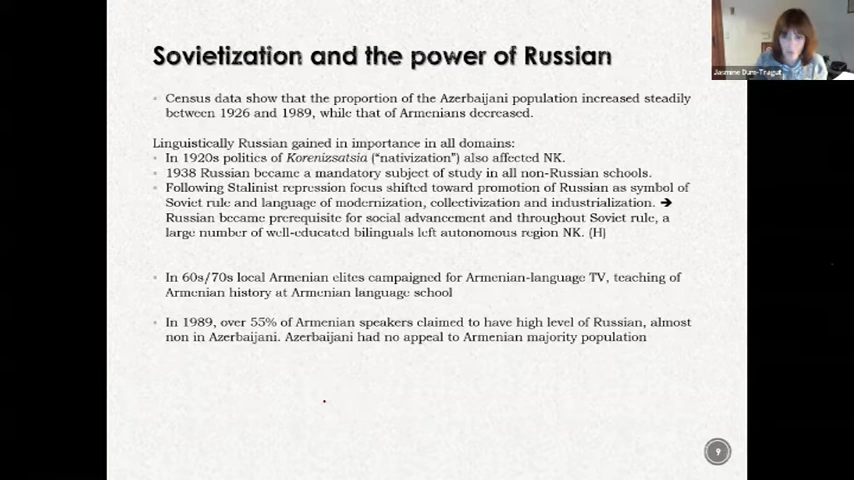 Sovietization and the power of Russian
Jasmine Dum-Tragut
• Census data show that the proportion of the Azerbaijani population increased steadily
between 1926 and 1989, while that of Armenians decreased.
Linguistically Russian gained in importance in all domains:
• In 1920s politics of Korenizsatsia (“nativization”) also affected NK.
• 1938 Russian became a mandatory subject of study in all non-Russian schools.
• Following Stalinist repression focus shifted toward promotion of Russian as symbol of
Soviet rule and language of modernization, collectivization and industrialization. ➔
Russian became prerequisite for social advancement and throughout Soviet rule, a
large number of well-educated bilinguals left autonomous region NK. (H)
• In 60s/70s local Armenian elites campaigned for Armenian-language TV, teaching of
Armenian history at Armenian language school
• In 1989, over 55% of Armenian speakers claimed to have high level of Russian, almost
non in Azerbaijani. Azerbaijani had no appeal to Armenian majority population
9